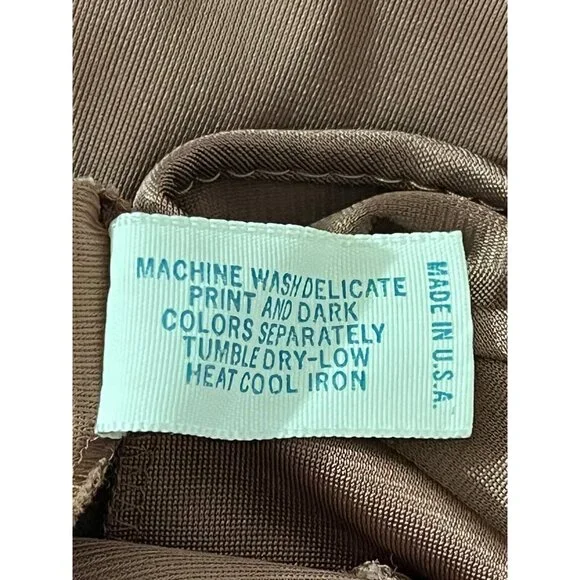 MACHINE WASH DELICATE
PRINT AND DARK
COLORS SEPARATELY
TUMBLE DRY-LOW
HEAT COOL IRON
MADE IN U.S.A.